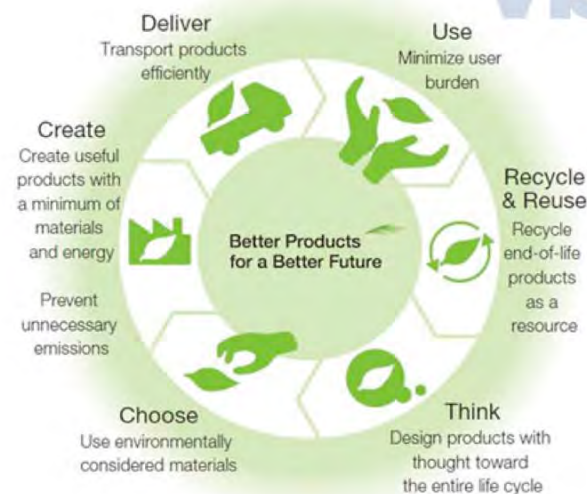 Deliver
Transport products
efficiently
Use
Minimize user
burden
Create
Create useful
products with
a minimum of
materials
and energy
Prevent
unnecessary
emissions
Better Products
for a Better Future
Recycle
& Reuse
Recycle
end-of-life
products
as a
resource
Choose
Use environmentally
considered materials
Think
Design products with
thought toward
the entire life cycle